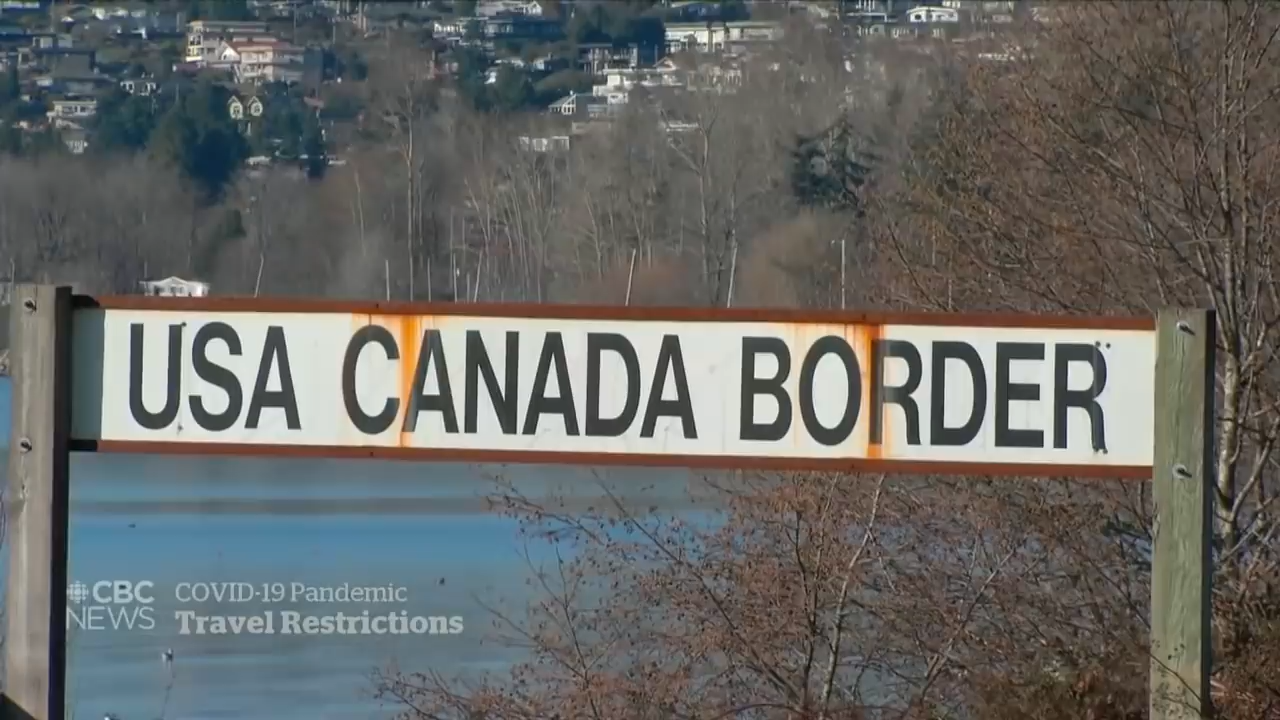 USA CANADA BORDER
CBC NEWS
COVID-19 Pandemic
Travel Restrictions